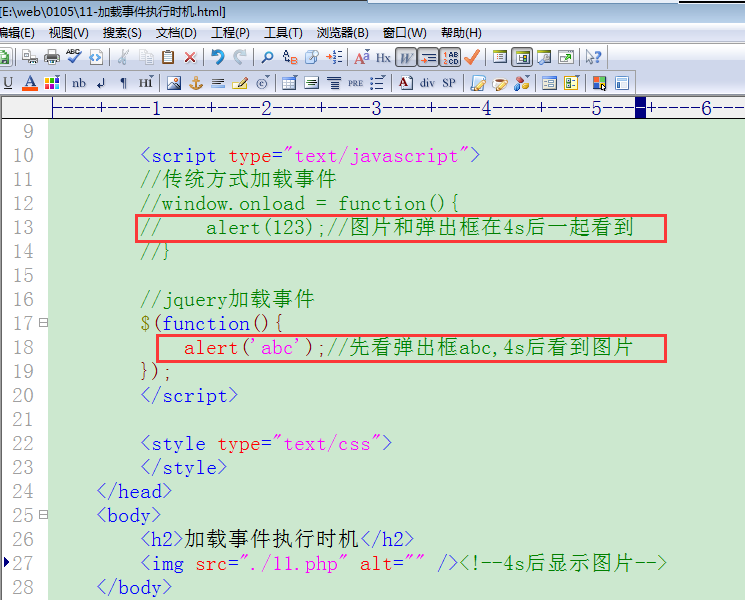 [E:\web\0105\11-加载事件执行时机.html]
编辑(E) 视图(V) 搜索(S) 文档(D) 工程(P) 工具(T) 浏览器(B) 窗口(W) 帮助(H)
U A nb ¶ Hi PRE A div SP
1 2 3 4 5 6
9
10 <script type="text/javascript">
11 //传统方式加载事件
12 //window.onload = function(){
13 // alert(123);//图片和弹出框在4s后一起看到
14 //}
15
16 //jquery加载事件
17 $(function(){
18 alert('abc');//先看弹出框abc,4s后看到图片
19 });
20 </script>
21
22 <style type="text/css">
23 </style>
24 </head>
25 <body>
26 <h2>加载事件执行时机</h2>
27 <img src="./11.php" alt="" /><!--4s后显示图片-->
28 </body>